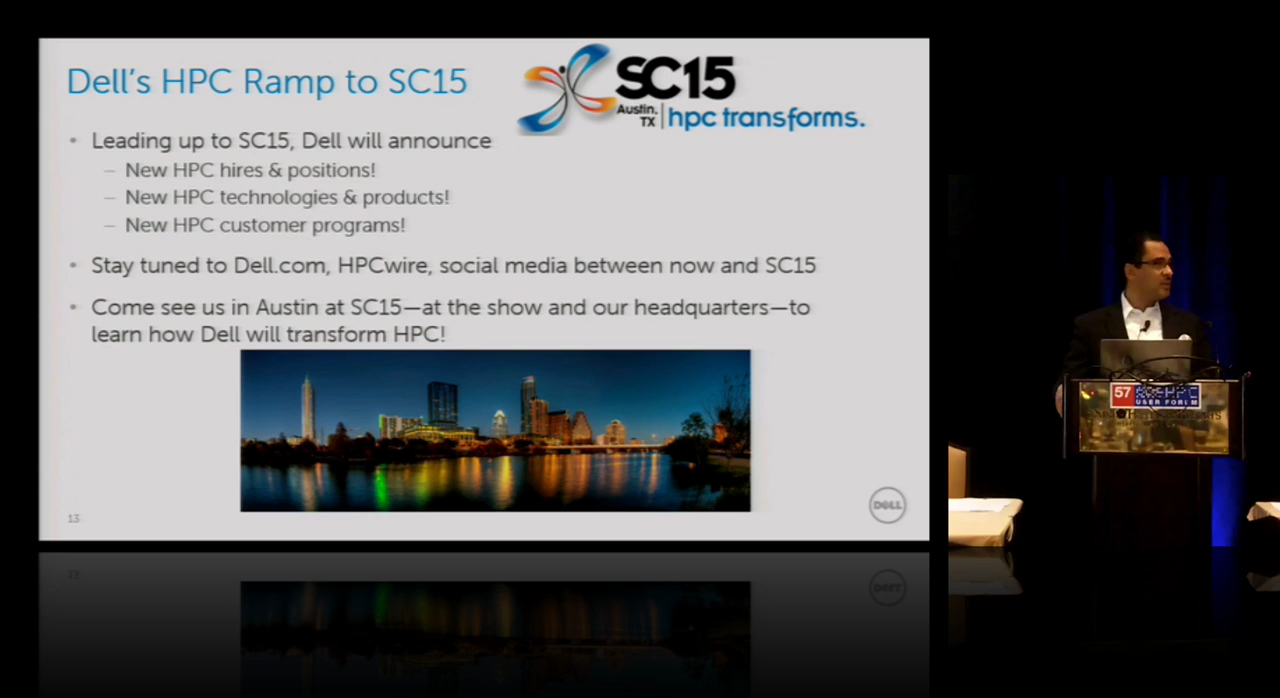 Dell's HPC Ramp to SC15
SC15
Austin, TX | hpc transforms.
• Leading up to SC15, Dell will announce
– New HPC hires & positions!
– New HPC technologies & products!
– New HPC customer programs!
• Stay tuned to Dell.com, HPCwire, social media between now and SC15
• Come see us in Austin at SC15—at the show and our headquarters—to
learn how Dell will transform HPC!
13
DELL
57
HPC
USER FORUM